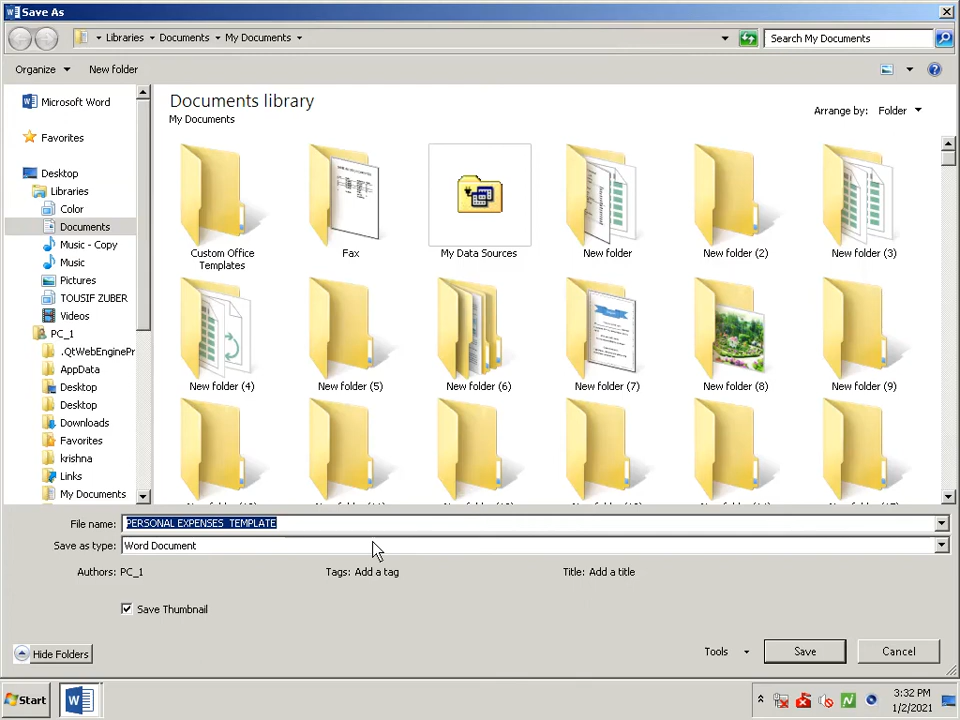 Save As
Libraries Documents My Documents
Search My Documents
Organize New folder
Documents library
My Documents
Arrange by: Folder
Microsoft Word
Favorites
Desktop
Libraries
Color
Documents
Music - Copy
Music
Pictures
TOUSIF ZUBER
Videos
PC_1
.QtWebEnginePr
AppData
Desktop
Desktop
Downloads
Favorites
krishna
Links
My Documents
Custom Office
Templates
Fax
My Data Sources
New folder
New folder (2)
New folder (3)
New folder (4)
New folder (5)
New folder (6)
New folder (7)
New folder (8)
New folder (9)
File name: PERSONAL EXPENSES TEMPLATE
Save as type: Word Document
Authors: PC_1
Tags: Add a tag
Title: Add a title
Save Thumbnail
Hide Folders
Tools
Save
Cancel
Start
3:32 PM
1/2/2021